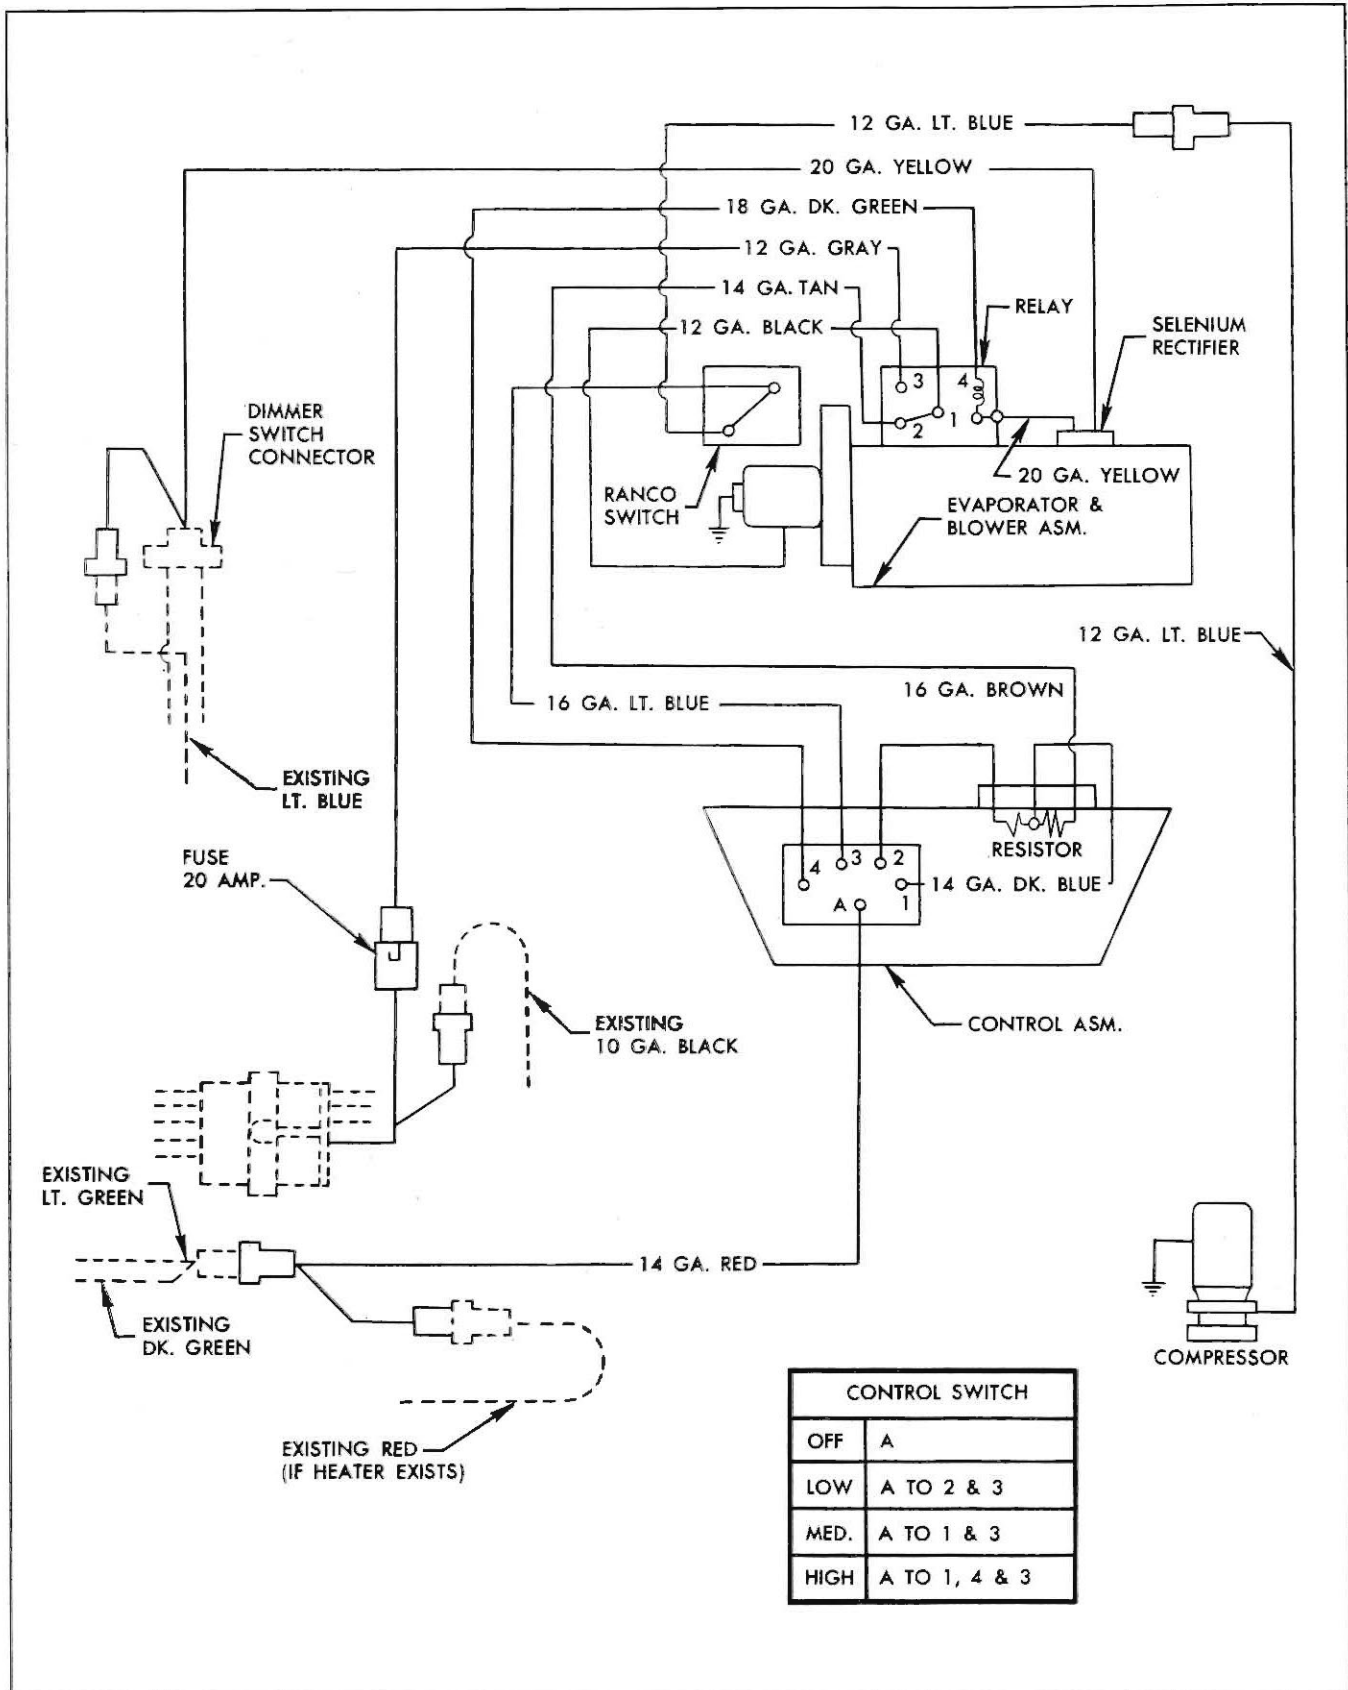 12 GA. LT. BLUE
20 GA. YELLOW
18 GA. DK. GREEN
12 GA. GRAY
14 GA. TAN
12 GA. BLACK
RELAY
SELENIUM
RECTIFIER
3
4
2
1
20 GA. YELLOW
DIMMER
SWITCH
CONNECTOR
RANCO
SWITCH
EVAPORATOR &
BLOWER ASM.
12 GA. LT. BLUE
16 GA. BROWN
16 GA. LT. BLUE
EXISTING
LT. BLUE
RESISTOR
FUSE
20 AMP.
4
3
2
14 GA. DK. BLUE
A
1
EXISTING
10 GA. BLACK
CONTROL ASM.
EXISTING
LT. GREEN
14 GA. RED
EXISTING
DK. GREEN
COMPRESSOR
EXISTING RED
(IF HEATER EXISTS)
CONTROL SWITCH
OFF A
LOW A TO 2 & 3
MED. A TO 1 & 3
HIGH A TO 1, 4 & 3